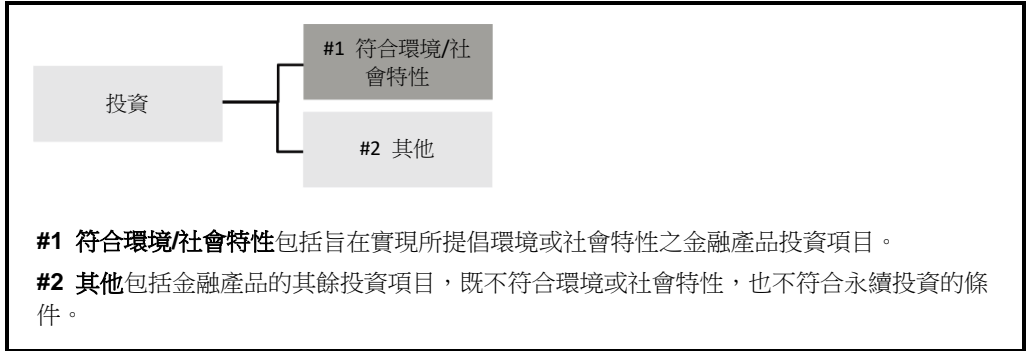 #1 符合環境/社
會特性
投資
#2 其他
#1 符合環境/社會特性包括旨在實現所提倡環境或社會特性之金融產品投資項目。
#2 其他包括金融產品的其餘投資項目，既不符合環境或社會特性，也不符合永續投資的條
件。